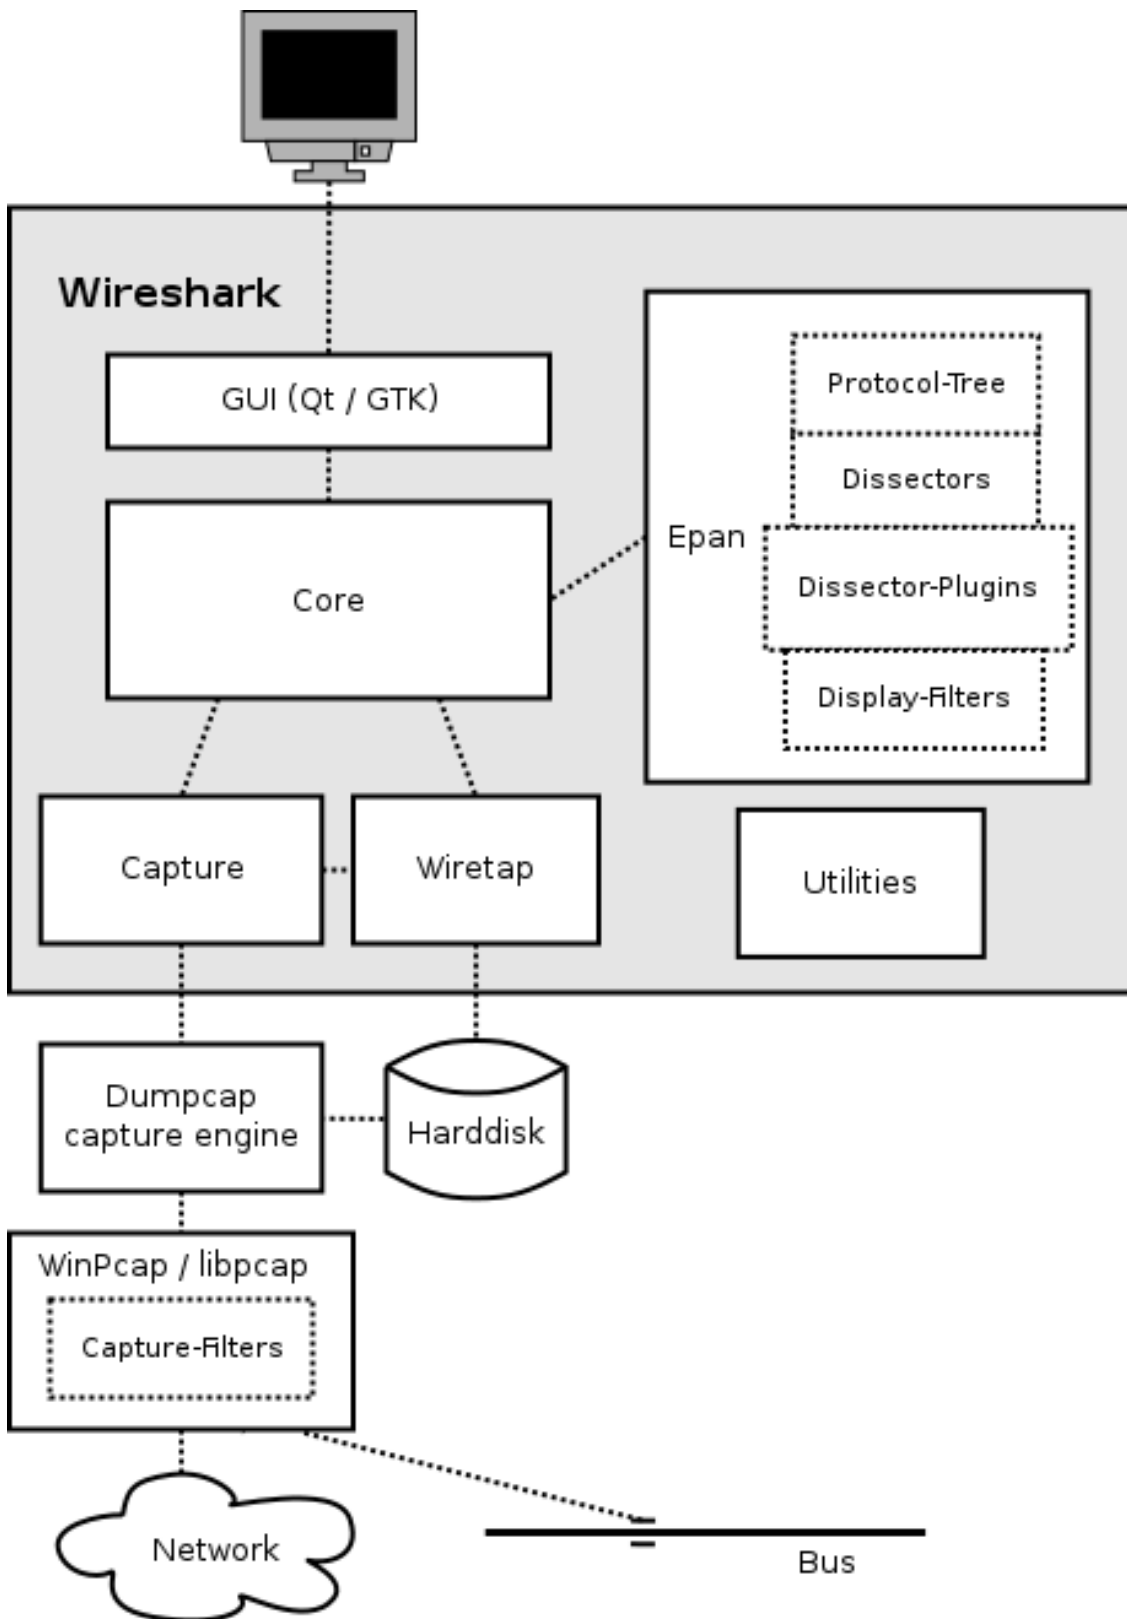 Wireshark
GUI (Qt / GTK)
Core
Epan
Protocol-Tree
Dissectors
Dissector-Plugins
Display-Filters
Capture
Wiretap
Utilities
Dumpcap
capture engine
Harddisk
WinPcap / libpcap
Capture-Filters
Network
Bus